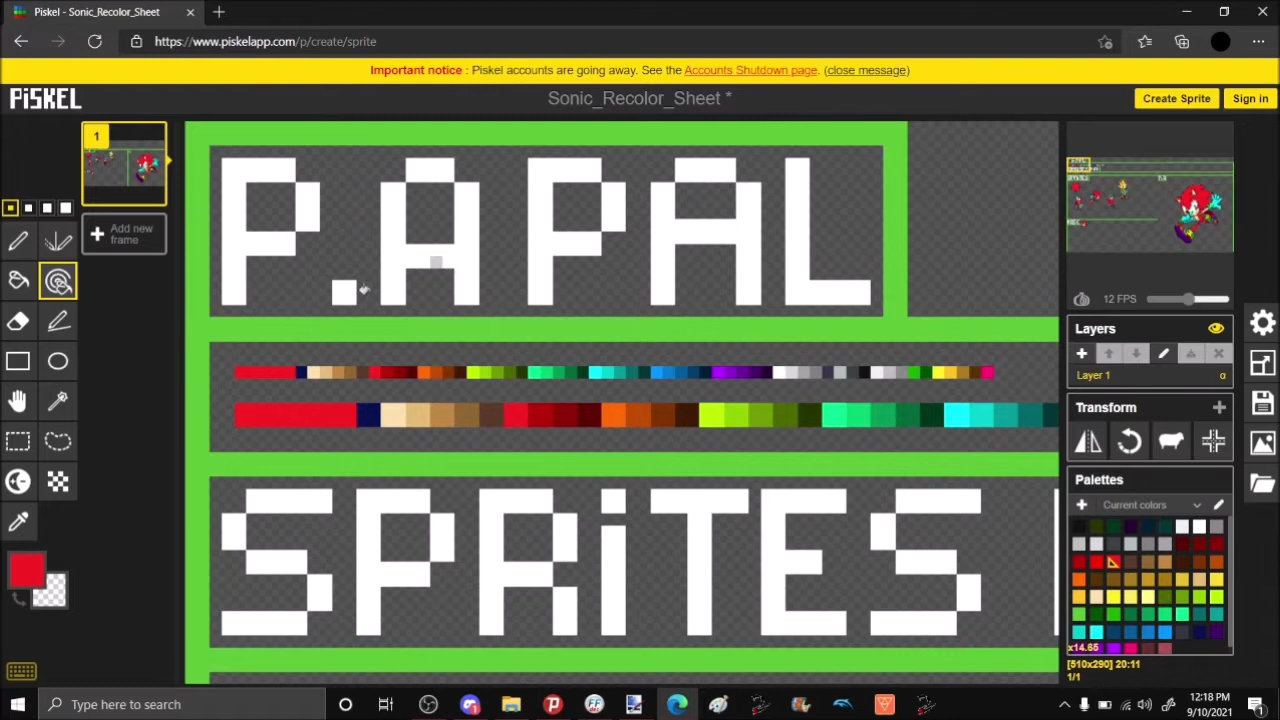 Piskel - Sonic_Recolor_Sheet
https://www.piskelapp.com/p/create/sprite
Important notice : Piskel accounts are going away. See the Accounts Shutdown page. (close message)
PiSKEL
Sonic_Recolor_Sheet *
Create Sprite
Sign in
1
Add new frame
P.A PAL
SPRiTES
12 FPS
Layers
Layer 1
α
Transform
Palettes
Current colors
x14.65
[510x290] 20:11
1/1
Type here to search
12:18 PM
9/10/2021
1